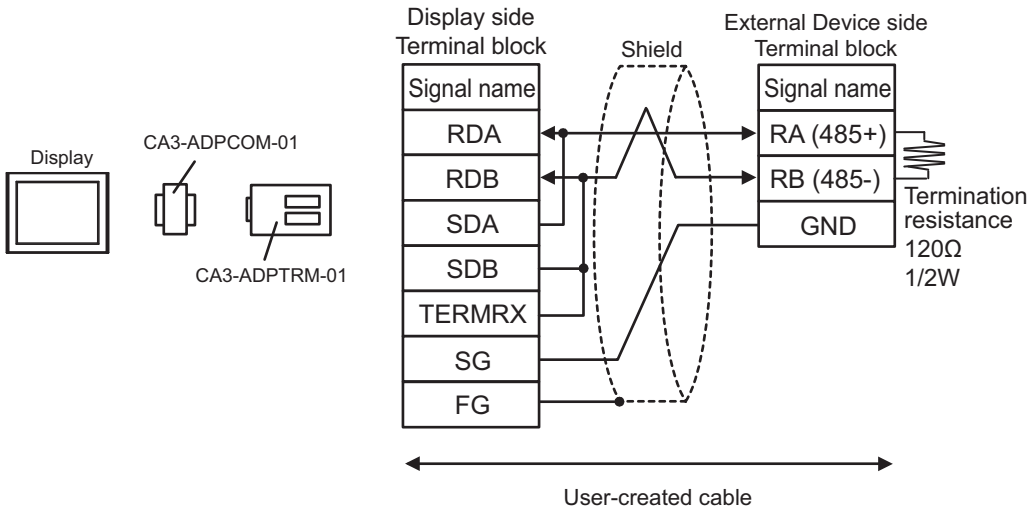 Display
CA3-ADPCOM-01
CA3-ADPTRM-01
Display side
Terminal block
Signal name
RDA
RDB
SDA
SDB
TERMRX
SG
FG
Shield
External Device side
Terminal block
Signal name
RA (485+)
RB (485-)
GND
Termination
resistance
120Ω
1/2W
User-created cable